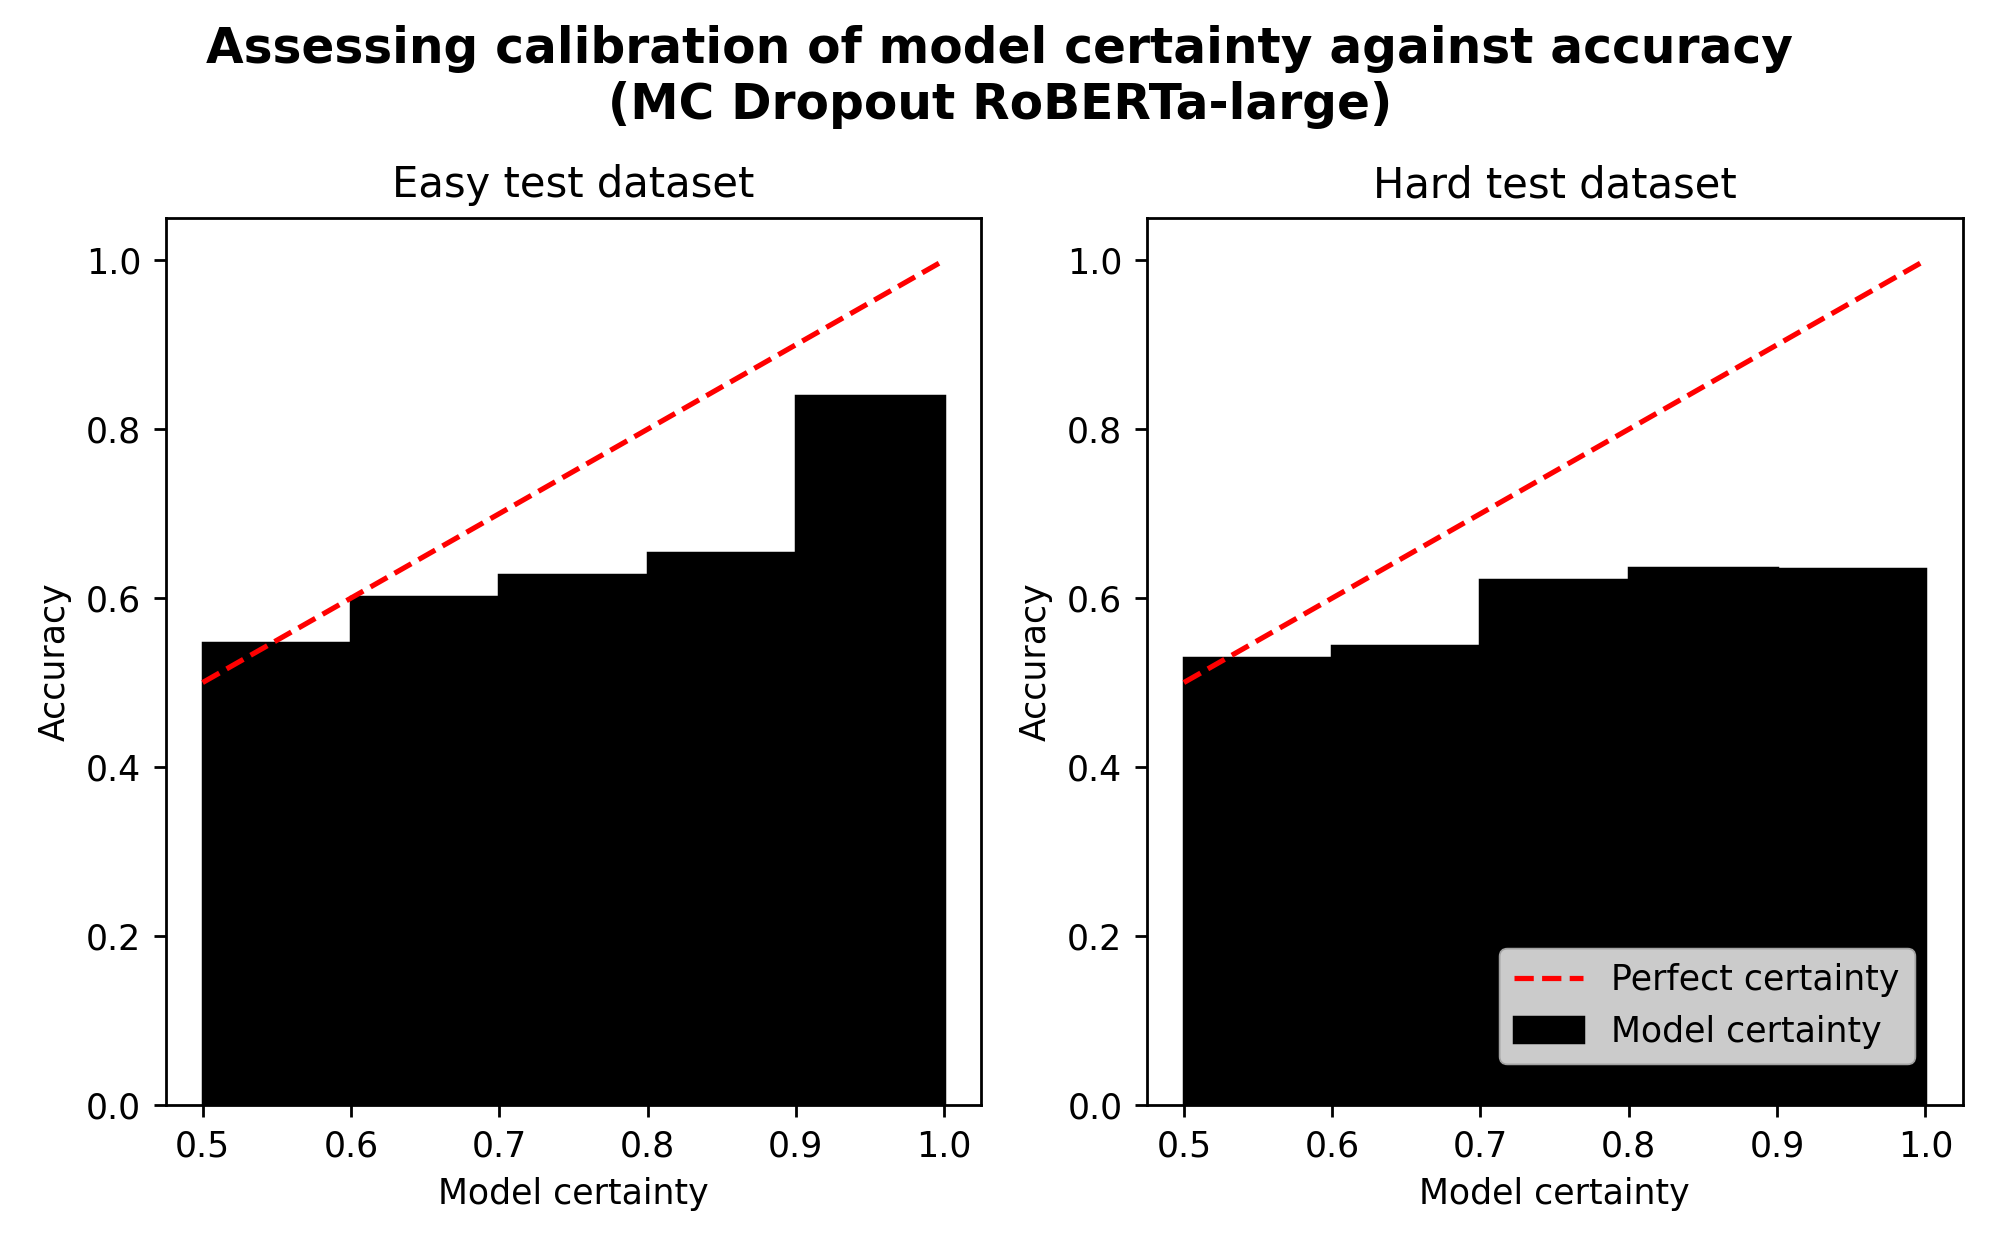 Assessing calibration of model certainty against accuracy
(MC Dropout RoBERTa-large)
Easy test dataset
1.0
0.8
0.6
0.4
0.2
0.0
Accuracy
0.5 0.6 0.7 0.8 0.9 1.0
Model certainty
Hard test dataset
1.0
0.8
0.6
0.4
0.2
0.0
Accuracy
Perfect certainty
Model certainty
0.5 0.6 0.7 0.8 0.9 1.0
Model certainty